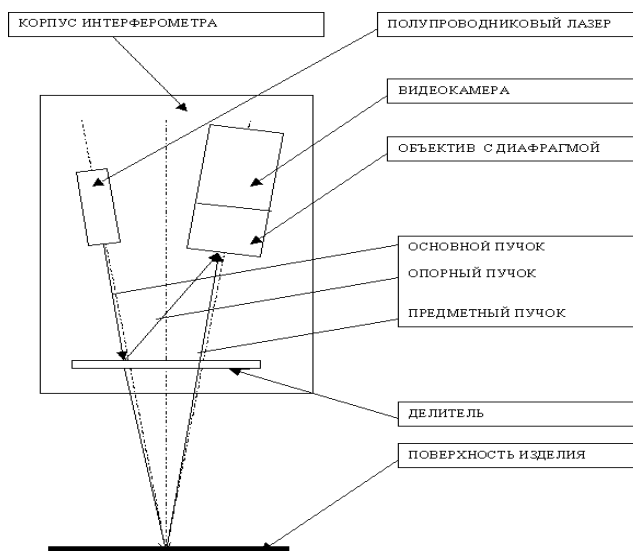 КОРПУС ИНТЕРФЕРОМЕТРА
ПОЛУПРОВОДНИКОВЫЙ ЛАЗЕР
ВИДЕОКАМЕРА
ОБЪЕКТИВ С ДИАФРАГМОЙ
ОСНОВНОЙ ПУЧОК
ОПОРНЫЙ ПУЧОК
ПРЕДМЕТНЫЙ ПУЧОК
ДЕЛИТЕЛЬ
ПОВЕРХНОСТЬ ИЗДЕЛИЯ